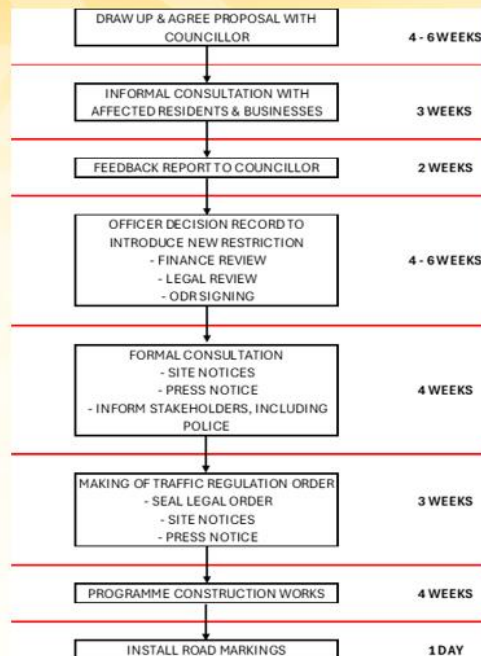 DRAW UP & AGREE PROPOSAL WITH
COUNCILLOR
4 - 6 WEEKS
INFORMAL CONSULTATION WITH
AFFECTED RESIDENTS & BUSINESSES
3 WEEKS
FEEDBACK REPORT TO COUNCILLOR
2 WEEKS
OFFICER DECISION RECORD TO
INTRODUCE NEW RESTRICTION
- FINANCE REVIEW
- LEGAL REVIEW
- ODR SIGNING
4 - 6 WEEKS
FORMAL CONSULTATION
- SITE NOTICES
- PRESS NOTICE
- INFORM STAKEHOLDERS, INCLUDING
POLICE
4 WEEKS
MAKING OF TRAFFIC REGULATION ORDER
- SEAL LEGAL ORDER
- SITE NOTICES
- PRESS NOTICE
3 WEEKS
PROGRAMME CONSTRUCTION WORKS
4 WEEKS
INSTALL ROAD MARKINGS
1 DAY